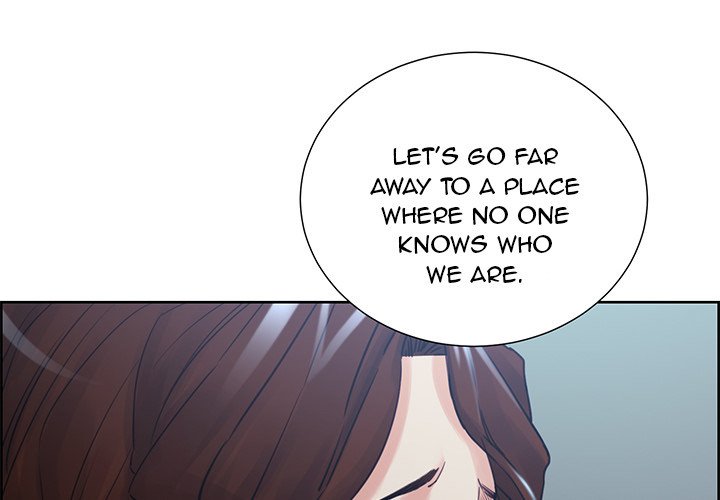 LET'S GO FAR
AWAY TO A PLACE
WHERE NO ONE
KNOWS WHO
WE ARE.